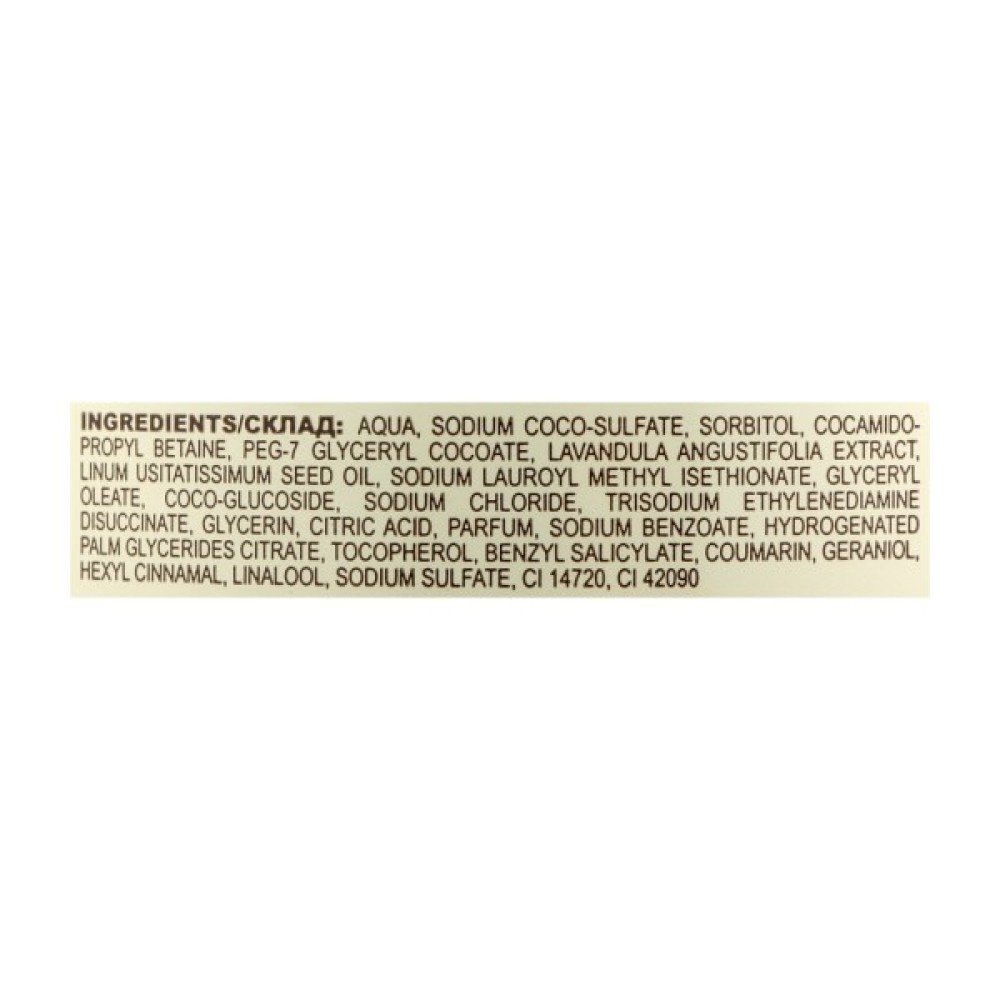 INGREDIENTS/СКЛАД: AQUA, SODIUM COCO-SULFATE, SORBITOL, COCAMIDO-
PROPYL BETAINE, PEG-7 GLYCERYL COCOATE, LAVANDULA ANGUSTIFOLIA EXTRACT,
LINUM USITATISSIMUM SEED OIL, SODIUM LAUROYL METHYL ISETHIONATE, GLYCERYL
OLEATE, COCO-GLUCOSIDE, SODIUM CHLORIDE, TRISODIUM ETHYLENEDIAMINE
DISUCCINATE, GLYCERIN, CITRIC ACID, PARFUM, SODIUM BENZOATE, HYDROGENATED
PALM GLYCERIDES CITRATE, TOCOPHEROL, BENZYL SALICYLATE, COUMARIN, GERANIOL,
HEXYL CINNAMAL, LINALOOL, SODIUM SULFATE, CI 14720, CI 42090